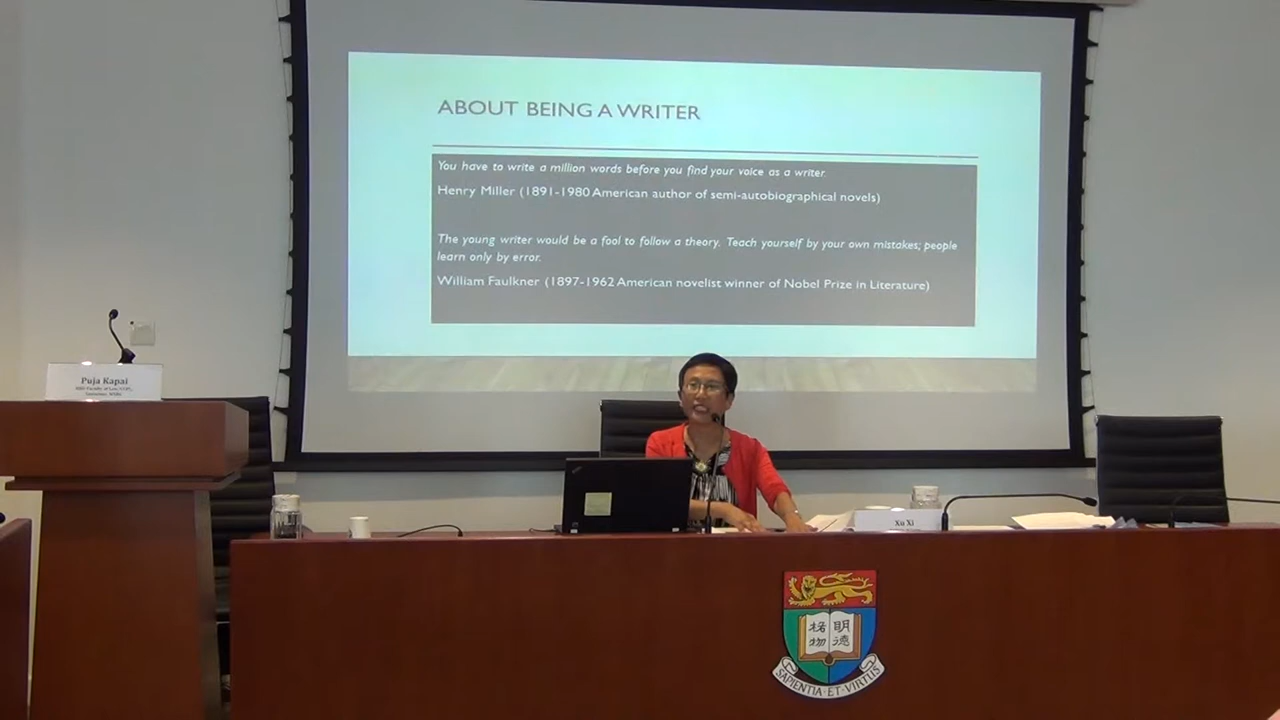 ABOUT BEING A WRITER
You have to write a million words before you find your voice as a writer.
Henry Miller (1891-1980 American author of semi-autobiographical novels)
The young writer would be a fool to follow a theory. Teach yourself by your own mistakes; people
learn only by error.
William Faulkner (1897-1962 American novelist winner of Nobel Prize in Literature)
Puja Kapai
Xu Xi
明德
格物
SAPIENTIA·ET·VIRTUS